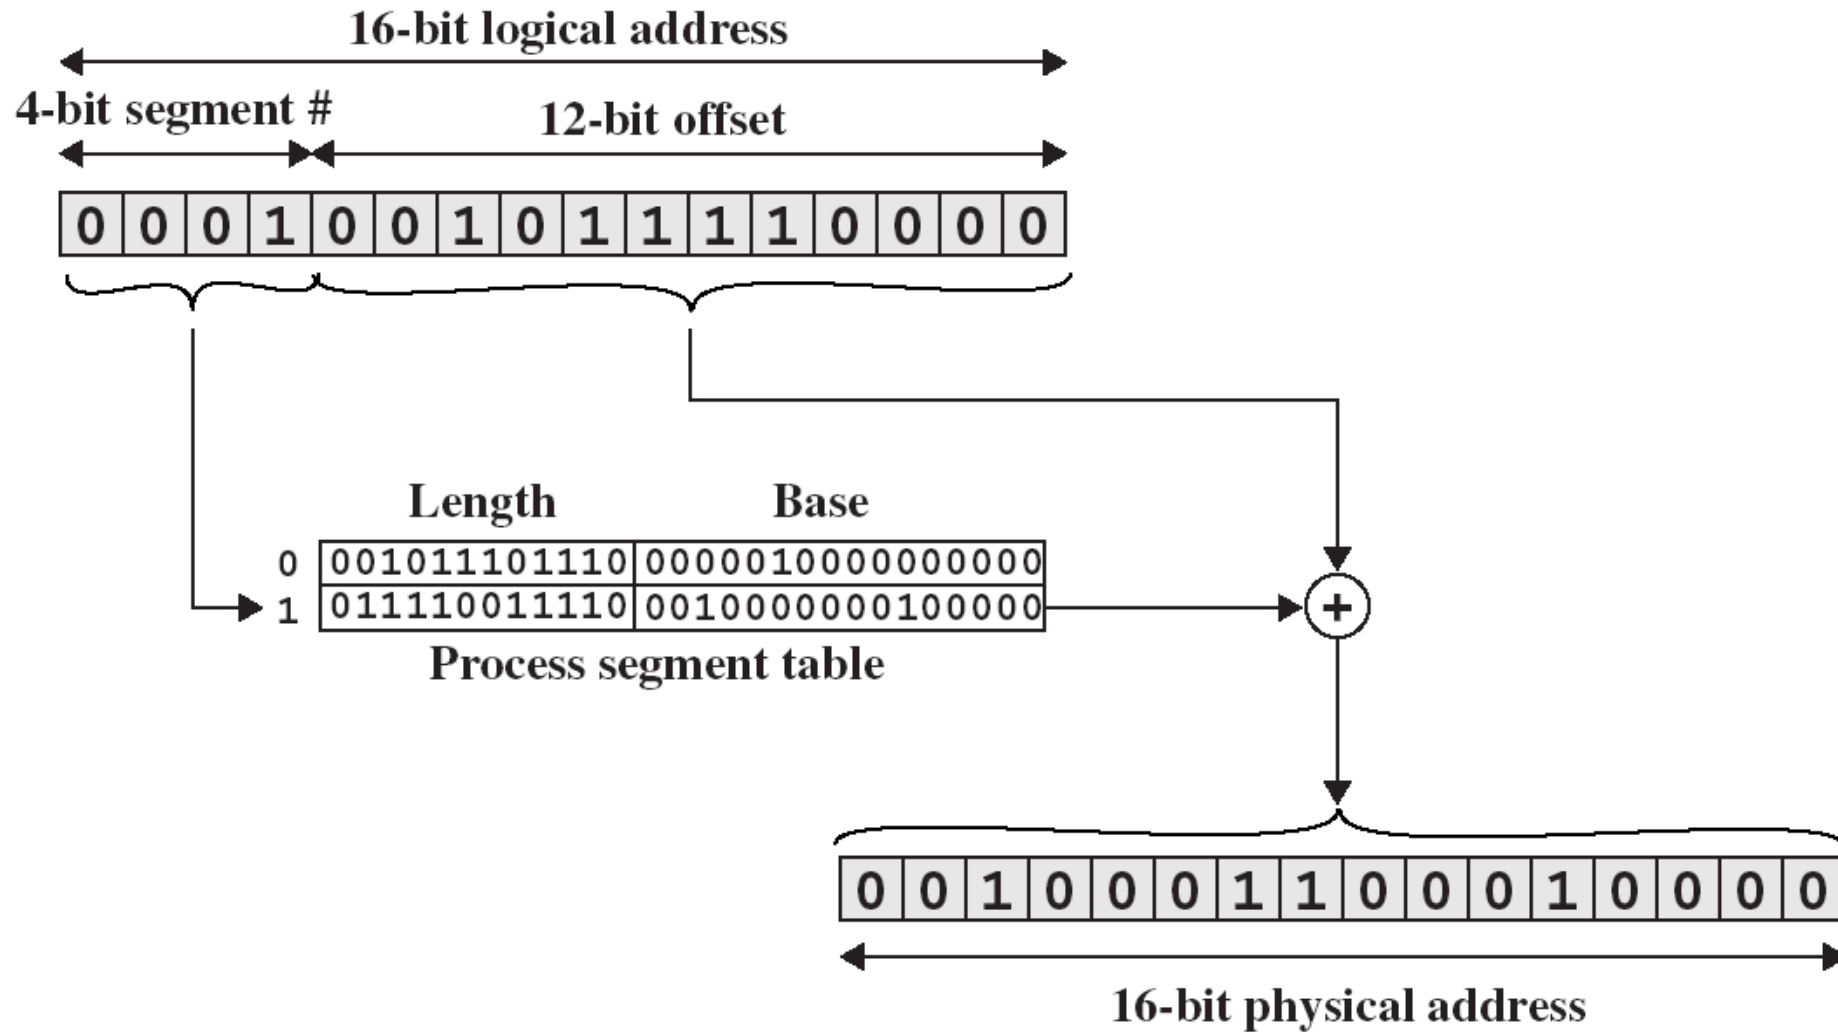 16-bit logical address
4-bit segment # 12-bit offset
0 0 0 1 0 0 1 0 1 1 1 1 0 0 0 0
Length Base
0 001011101110 0000010000000000
1 011110011110 0010000000100000
+
Process segment table
0 0 1 0 0 0 1 1 0 0 0 1 0 0 0 0
16-bit physical address